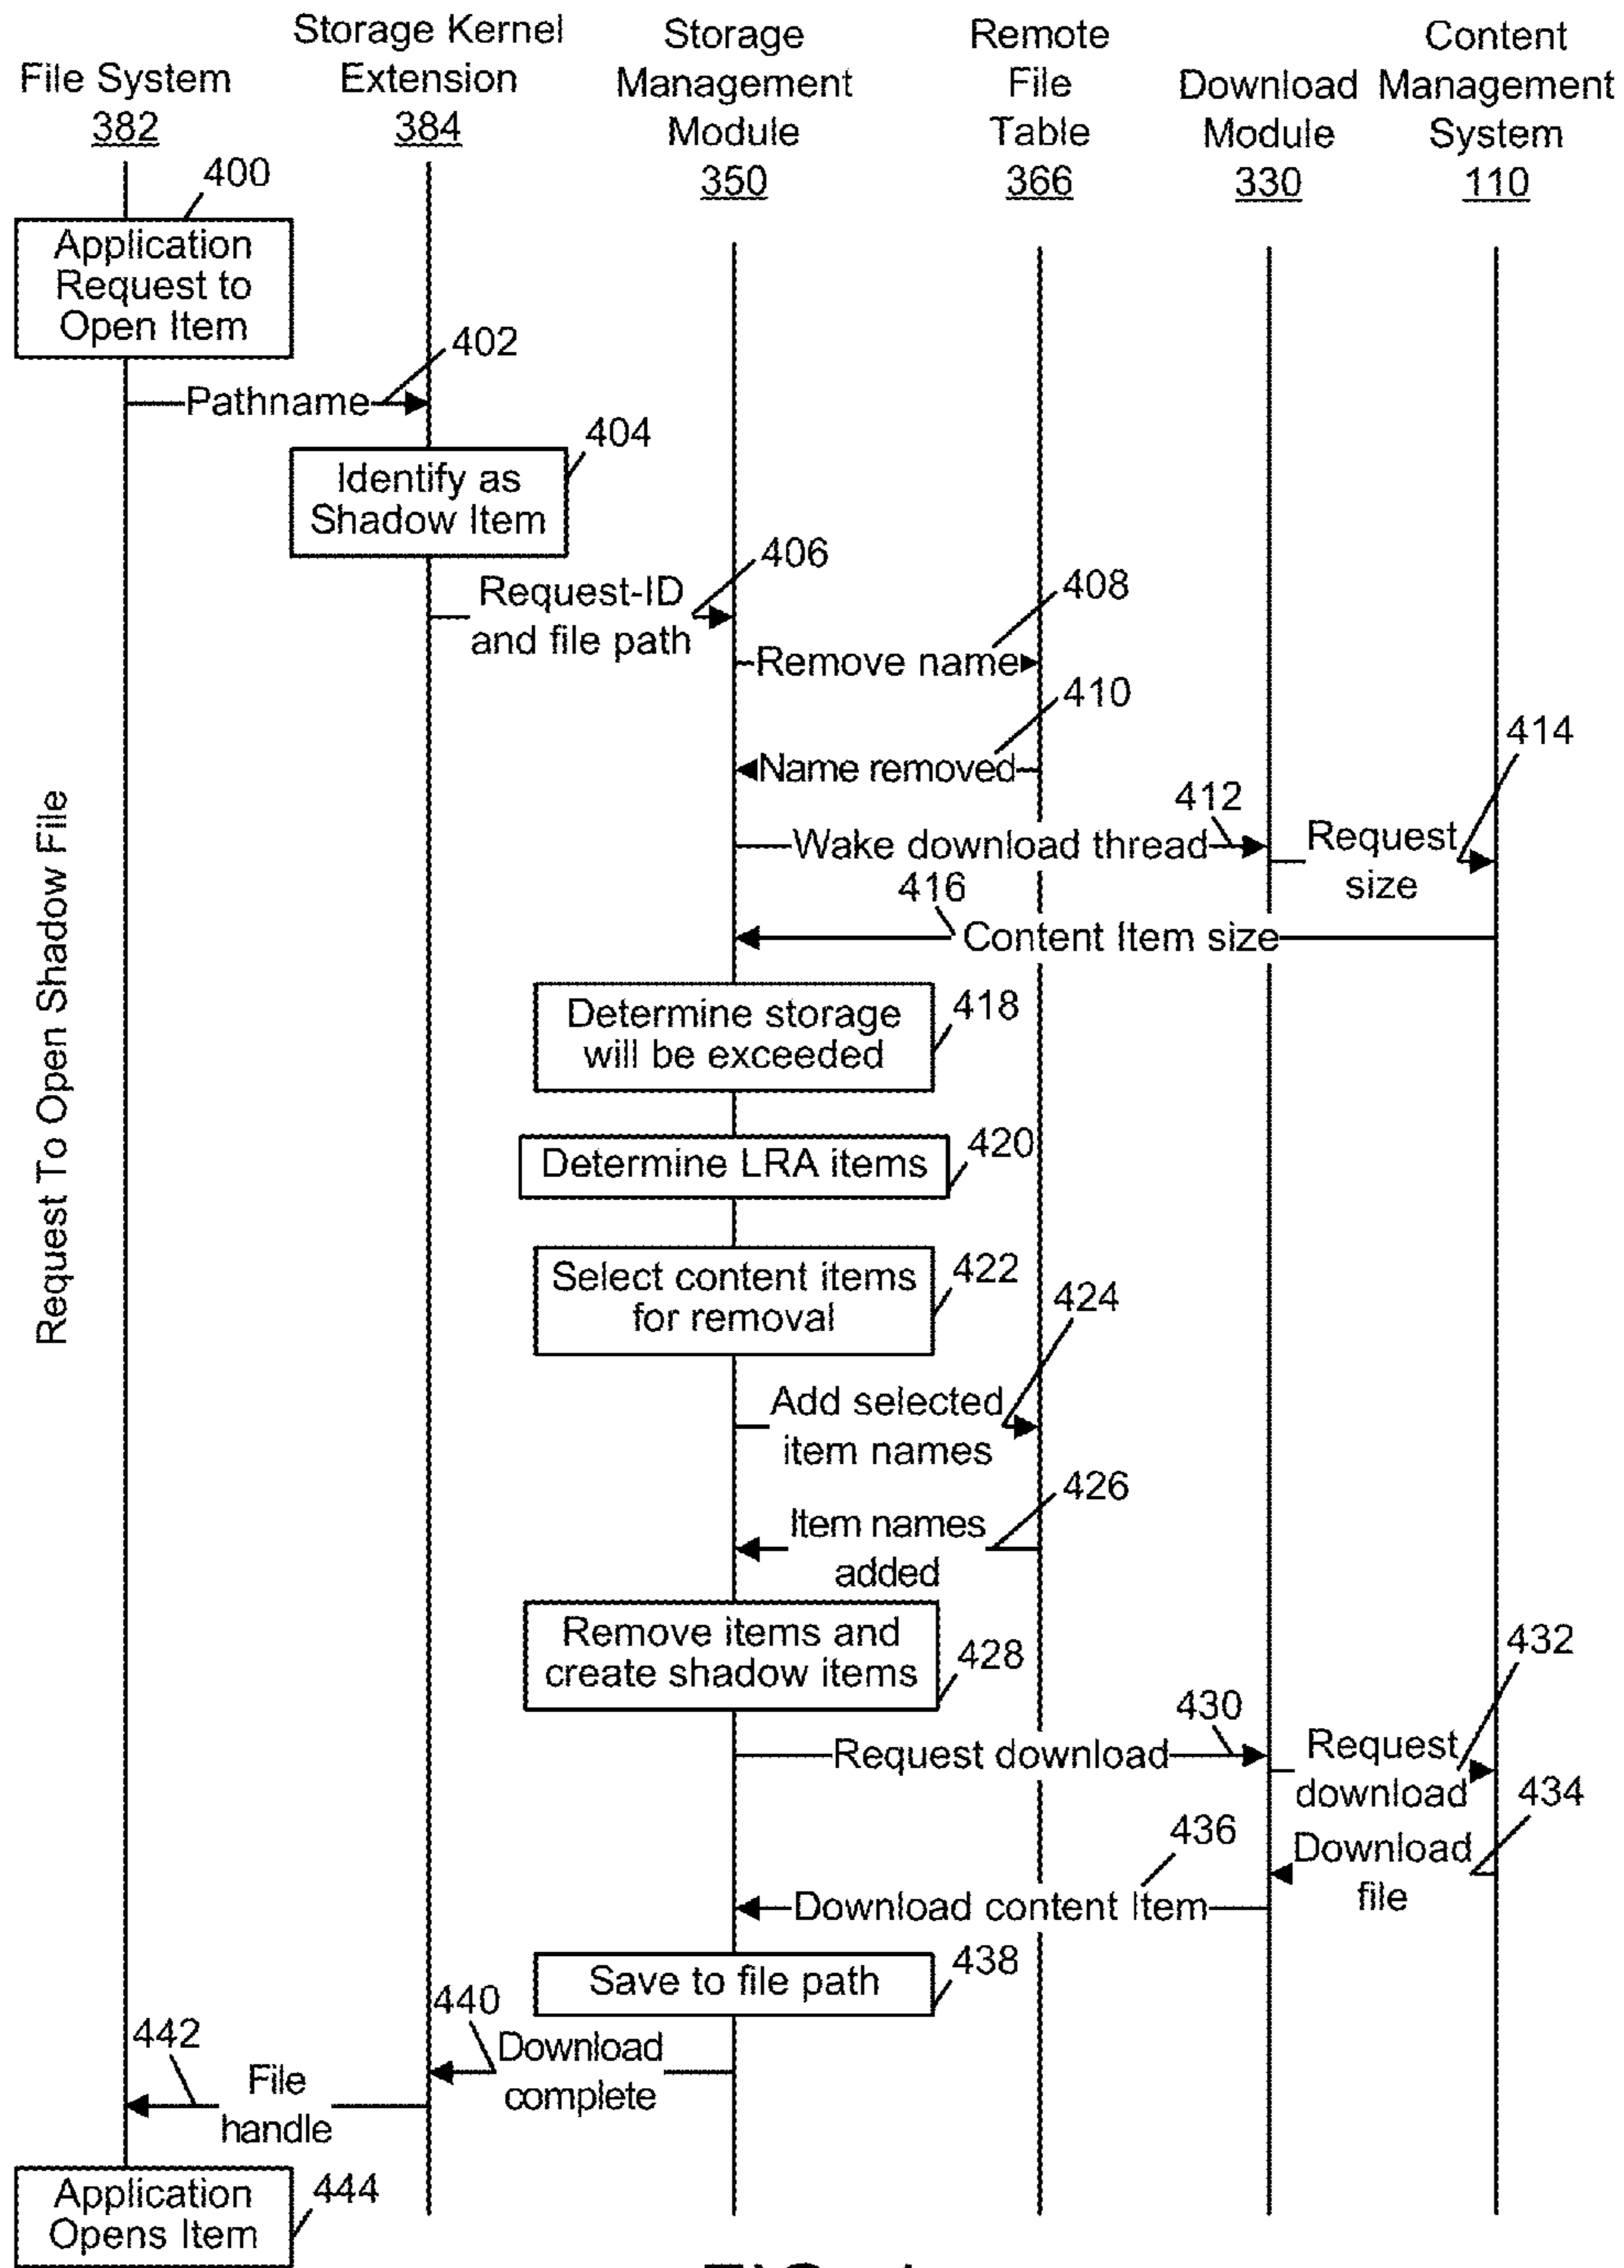 File System
382
Storage Kernel
Extension
384
Storage
Management
Module
350
Remote
File
Table
366
Download
Module
330
Content
Management
System
110
400
Application
Request to
Open Item
402
Pathname
404
Identify as
Shadow Item
406
Request-ID
and file path
408
Remove name
410
Name removed
412
Wake download thread
414
Request
size
416
Content Item size
Request To Open Shadow File
Determine storage
will be exceeded
418
Determine LRA items
420
Select content items
for removal
422
424
Add selected
item names
426
Item names
added
Remove items and
create shadow items
428
430
Request download
432
Request
download
434
Download
file
436
Download content Item
Save to file path
438
440
Download
complete
442
File
handle
Application
Opens Item
444